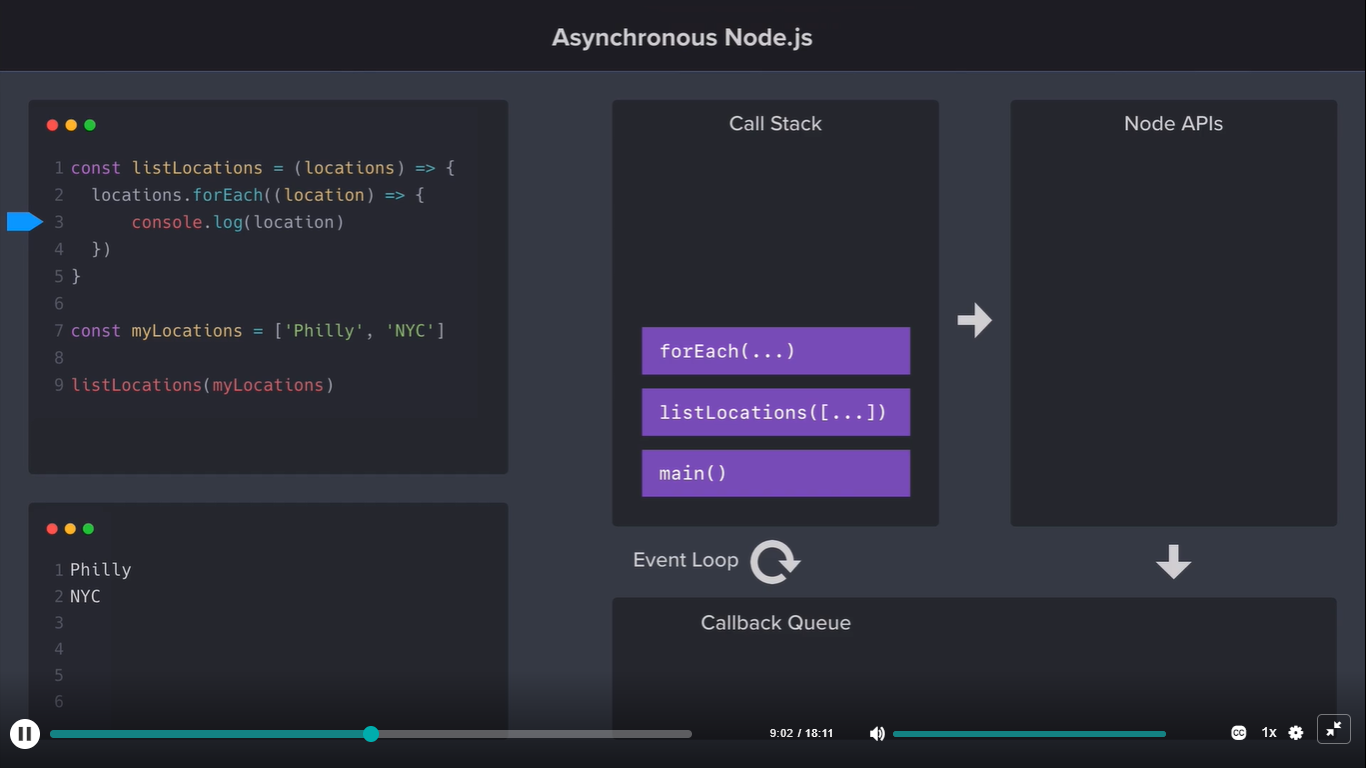 Asynchronous Node.js
1 const listLocations = (locations) => {
2   locations.forEach((location) => {
3       console.log(location)
4   })
5 }
6
7 const myLocations = ['Philly', 'NYC']
8
9 listLocations(myLocations)
1 Philly
2 NYC
3
4
5
6
Call Stack
forEach(...)
listLocations([...])
main()
Node APIs
Event Loop
Callback Queue
9:02 / 18:11
CC
1x